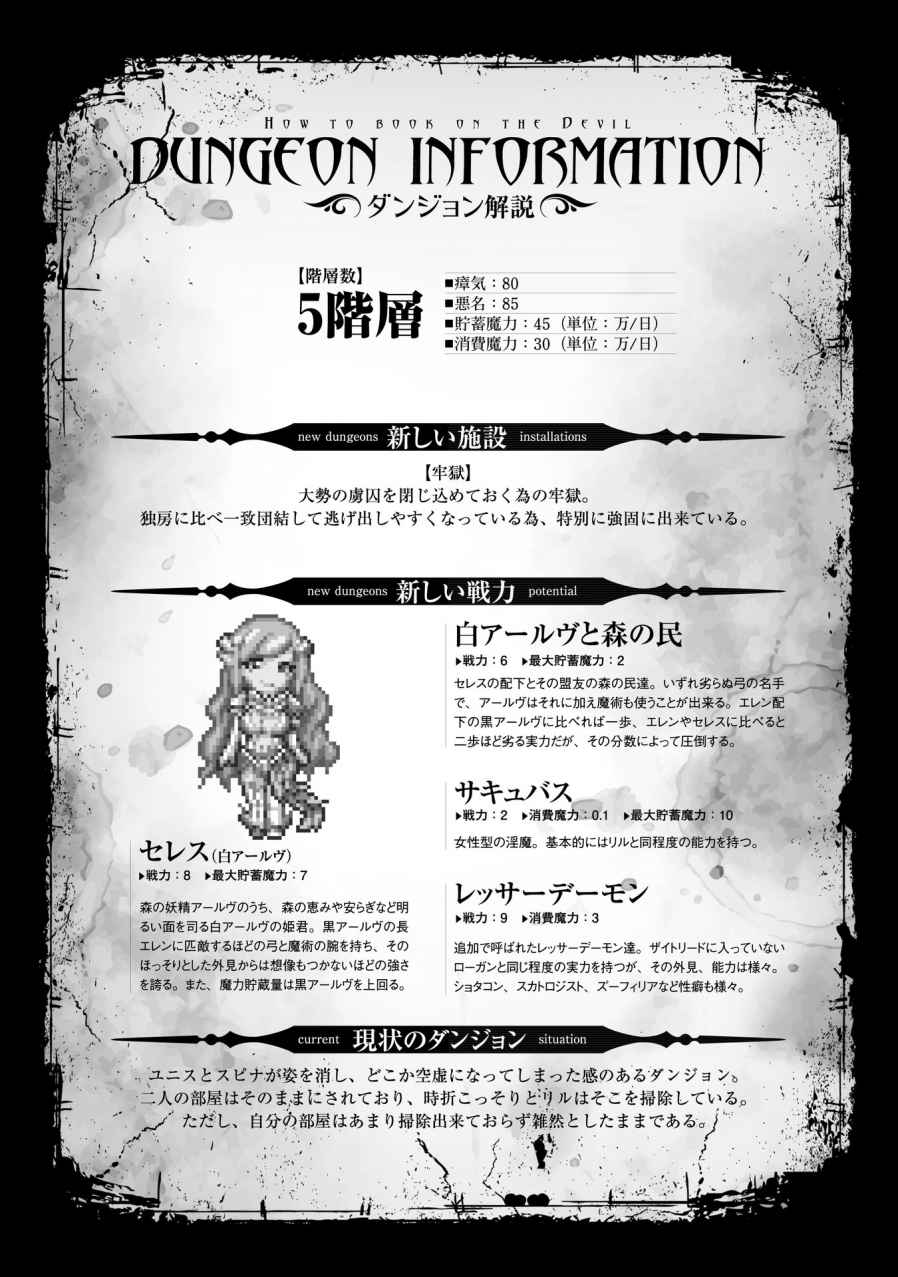 HOW TO BOOK ON THE DEVIL
DUNGEON INFORMATION
ダンジョン解説
【階層数】
5階層
■瘴気：80
■悪名：85
■貯蓄魔力：45（単位：万/日）
■消費魔力：30（単位：万/日）
new dungeons 新しい施設 installations
【牢獄】
大勢の虜囚を閉じ込めておく為の牢獄。
独房に比べ一致団結して逃げ出しやすくなっている為、特別に強固に出来ている。
new dungeons 新しい戦力 potential
セレス（白アールヴ）
▶戦力：8 ▶最大貯蓄魔力：7
森の妖精アールヴのうち、森の恵みや安らぎなど明
るい面を司る白アールヴの姫君。黒アールヴの長
エレンに匹敵するほどの弓と魔術の腕を持ち、その
ほっそりとした外見からは想像もつかないほどの強さ
を誇る。また、魔力貯蔵量は黒アールヴを上回る。
白アールヴと森の民
▶戦力：6 ▶最大貯蓄魔力：2
セレスの配下とその盟友の森の民達。いずれ劣らぬ弓の名手
で、アールヴはそれに加え魔術も使うことが出来る。エレン配
下の黒アールヴに比べれば一歩、エレンやセレスに比べると
二歩ほど劣る実力だが、その分数によって圧倒する。
サキュバス
▶戦力：2 ▶消費魔力：0.1 ▶最大貯蓄魔力：10
女性型の淫魔。基本的にはリルと同程度の能力を持つ。
レッサーデーモン
▶戦力：9 ▶消費魔力：3
追加で呼ばれたレッサーデーモン達。ザイトリードに入っていない
ローガンと同じ程度の実力を持つが、その外見、能力は様々。
ショタコン、スカトロジスト、ズーフィリアなど性癖も様々。
current 現状のダンジョン situation
ユニスとスピナが姿を消し、どこか空虚になってしまった感のあるダンジョン。
二人の部屋はそのままにされており、時折こっそりとリルはそこを掃除している。
ただし、自分の部屋はあまり掃除出来ておらず雑然としたままである。